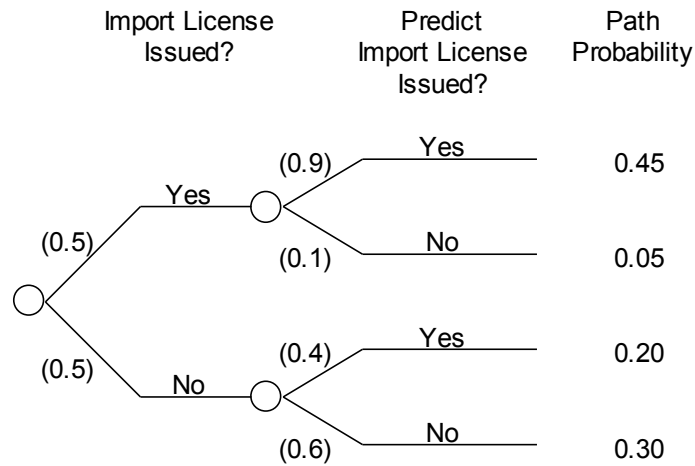 Import License
Issued?
Predict
Import License
Issued?
Path
Probability
(0.9)
Yes
0.45
Yes
(0.5)
(0.1)
No
0.05
(0.5)
No
(0.4)
Yes
0.20
(0.6)
No
0.30